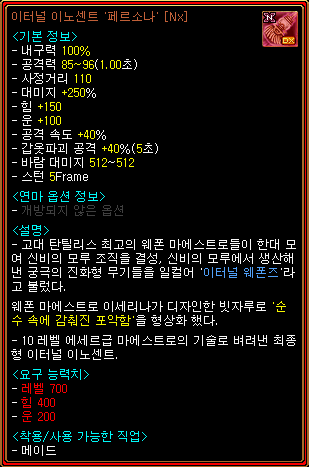 이터널 이노센트 '페르소나' [Nx]
<기본 정보>
- 내구력 100%
- 공격력 85~96(1.00초)
- 사정거리 110
- 대미지 +250%
- 힘 +150
- 운 +100
- 공격 속도 +40%
- 갑옷파괴 공격 +40%(5초)
- 바람 대미지 512~512
- 스턴 5Frame
<연마 옵션 정보>
- 개방되지 않은 옵션
<설명>
- 고대 탄틸리스 최고의 웨폰 마에스트로들이 한데 모
여 신비의 모루 조직을 결성, 신비의 모루에서 생산해
낸 궁극의 진화형 무기들을 일컬어 '이터널 웨폰즈'라
고 불렀다.
웨폰 마에스트로 이세리나가 디자인한 빗자루로 '순
수 속에 감춰진 포악함'을 형상화 했다.
- 10 레벨 에세르급 마에스트로의 기술로 벼려낸 최종
형 이터널 이노센트.
<요구 능력치>
- 레벨 700
- 힘 400
- 운 200
<착용/사용 가능한 직업>
- 메이드